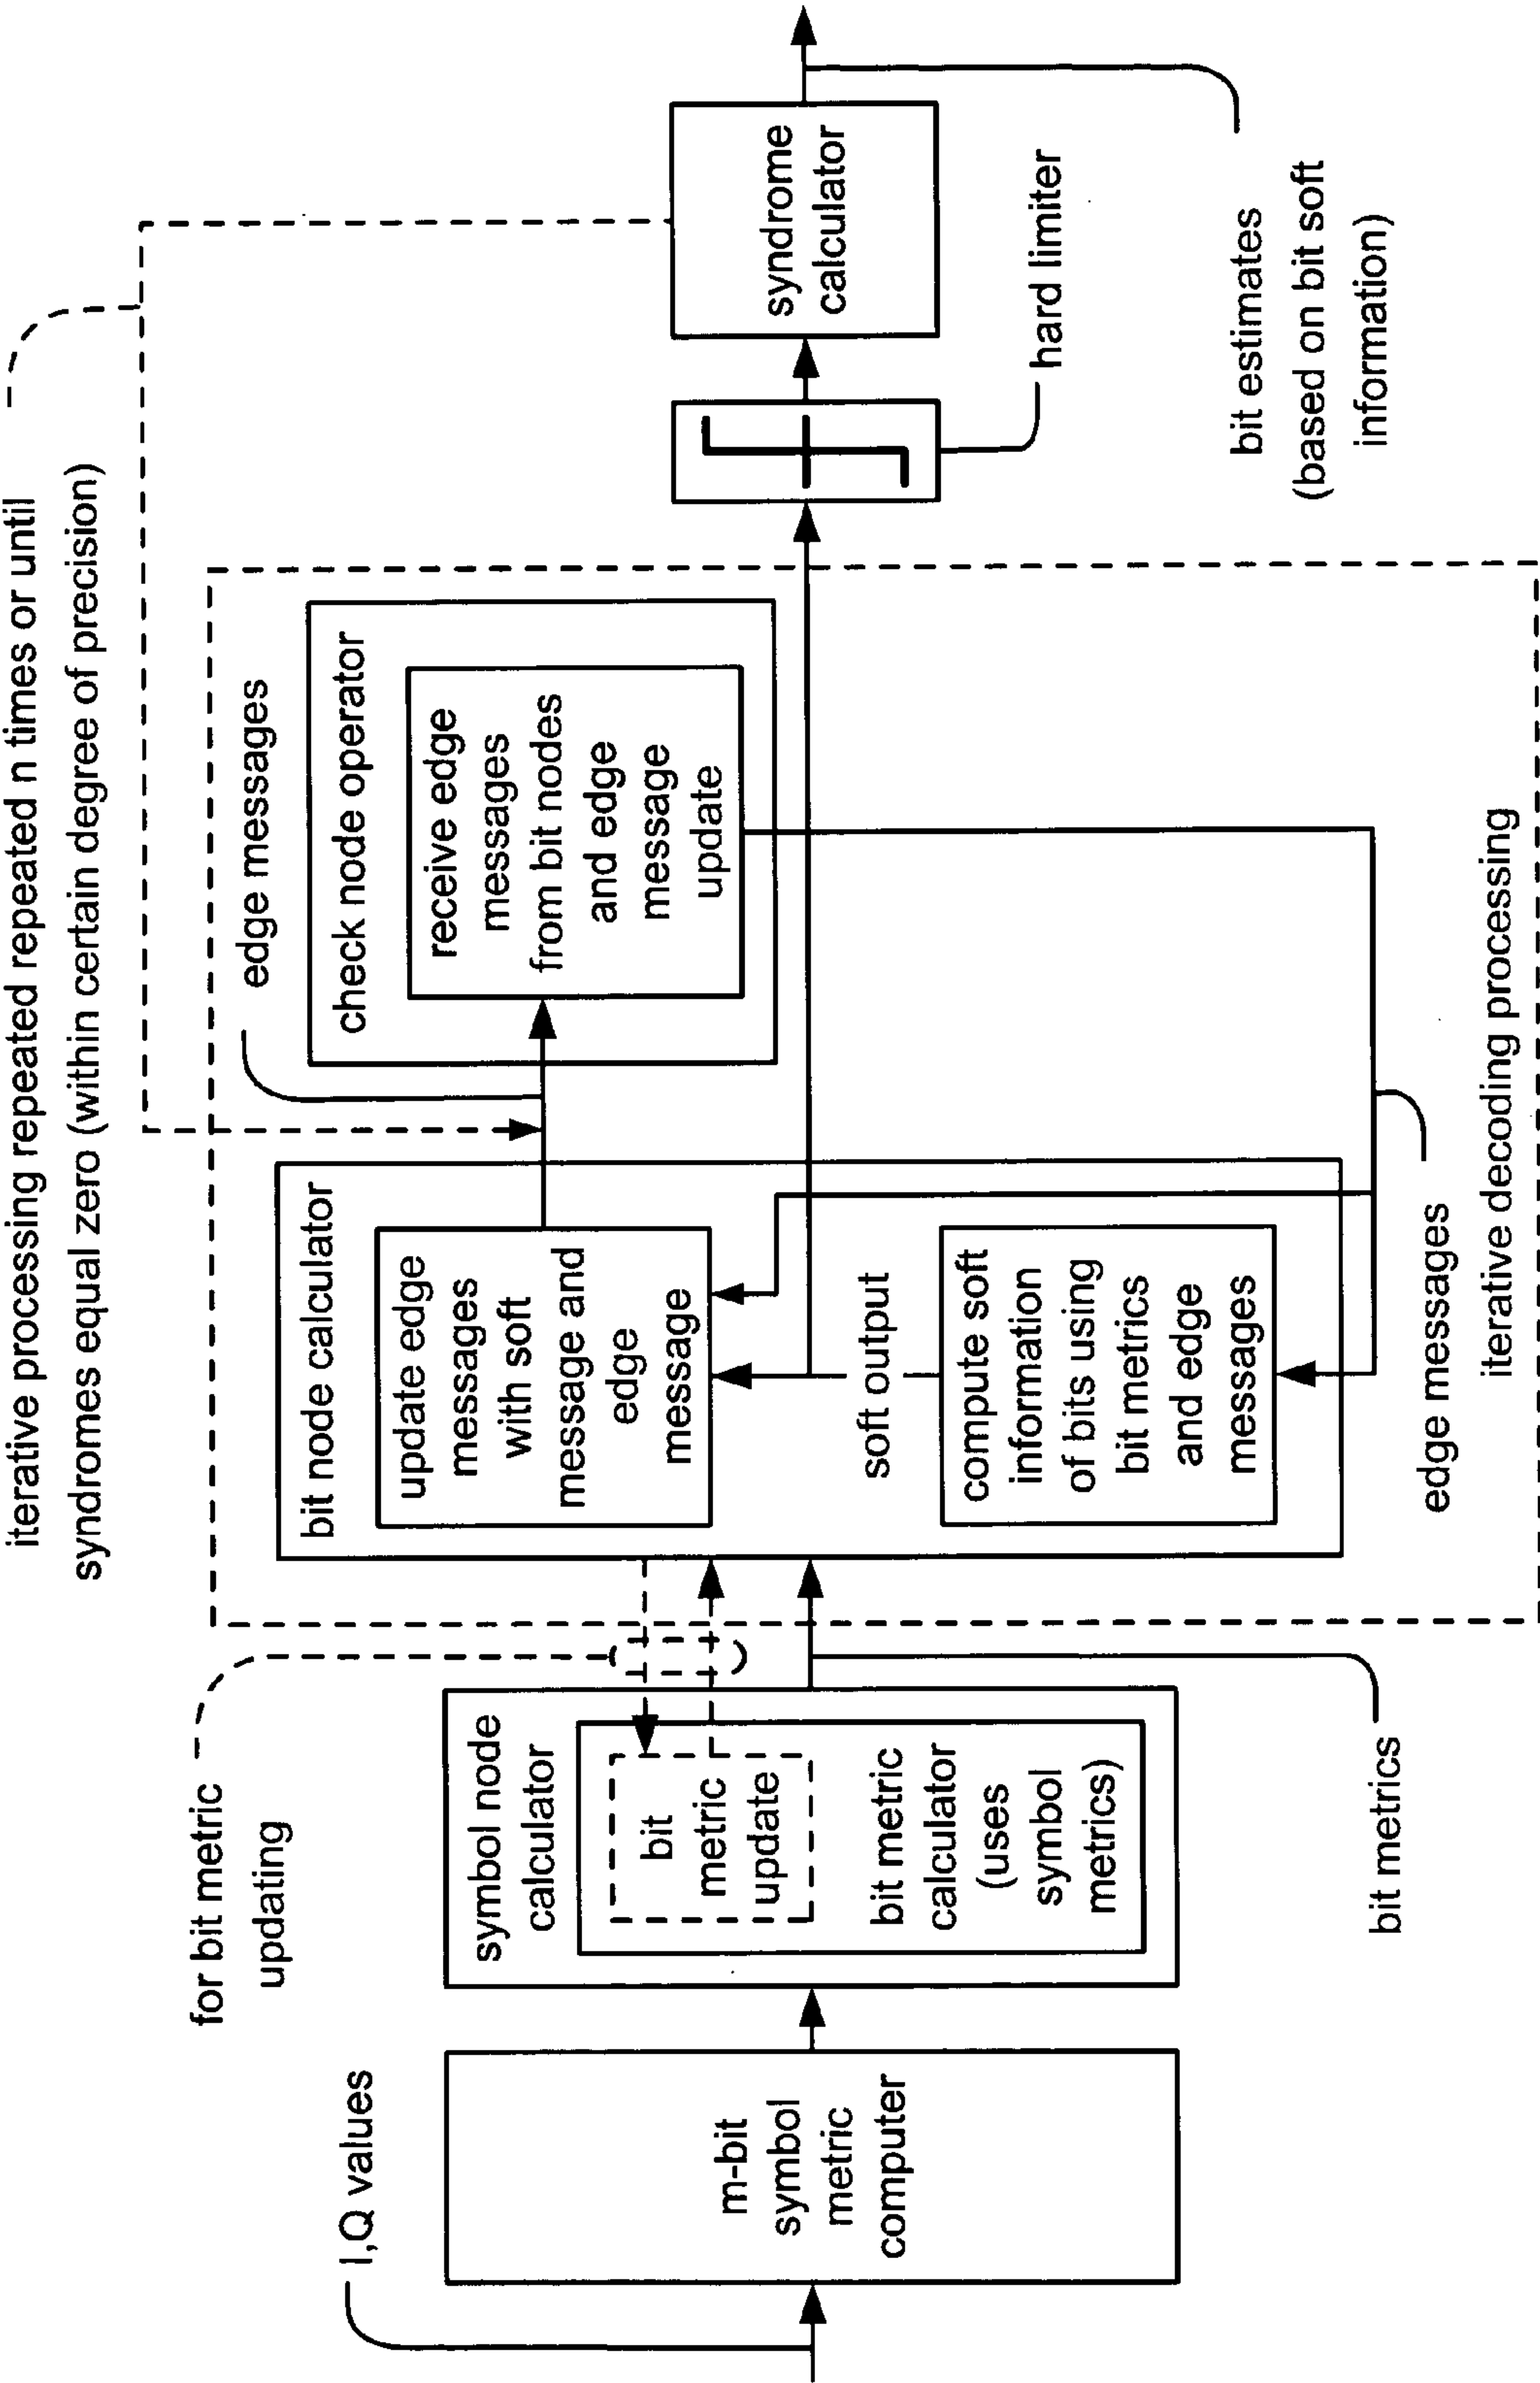 iterative processing repeated repeated n times or until
syndromes equal zero (within certain degree of precision)
for bit metric
updating
I,Q values
m-bit
symbol
metric
computer
symbol node
calculator
bit
metric
update
bit metric
calculator
(uses
symbol
metrics)
bit metrics
bit node calculator
update edge
messages
with soft
message and
edge
message
soft output
compute soft
information
of bits using
bit metrics
and edge
messages
edge messages
edge messages
check node operator
receive edge
messages
from bit nodes
and edge
message
update
iterative decoding processing
hard limiter
syndrome
calculator
bit estimates
(based on bit soft
information)